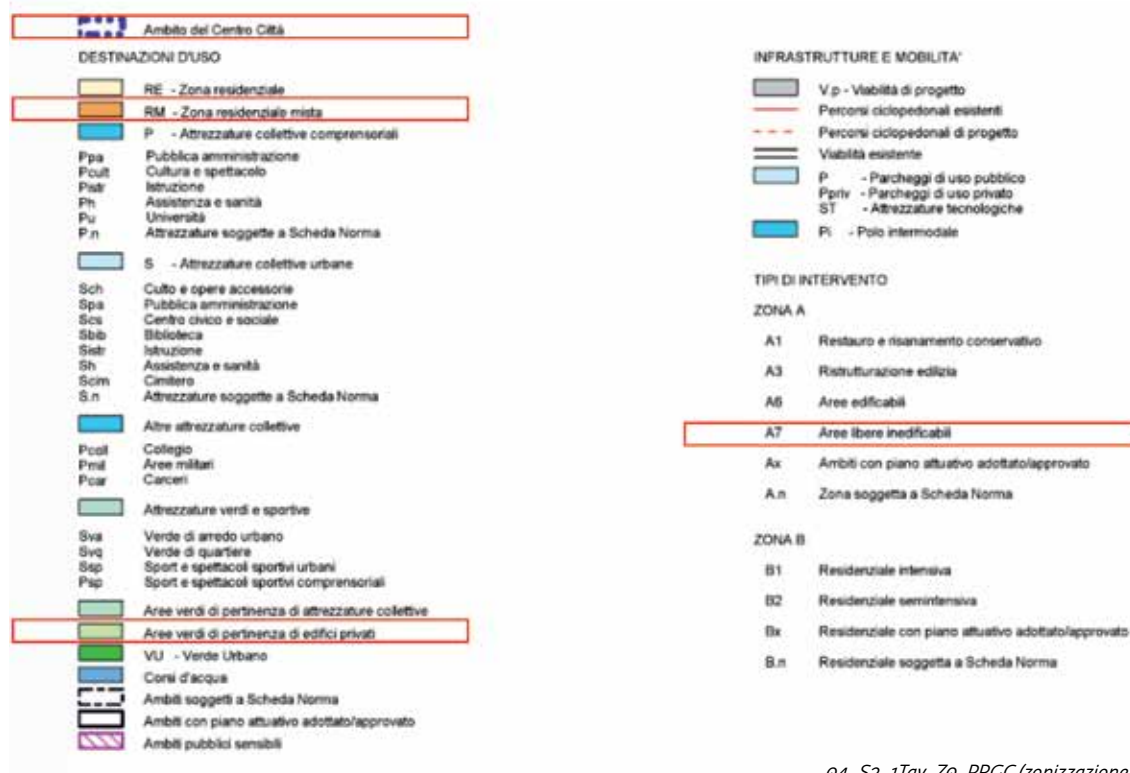 Ambito del Centro Città
DESTINAZIONI D'USO
RE - Zona residenziale
RM - Zona residenziale mista
P - Attrezzature collettive comprensoriali
Ppa Pubblica amministrazione
Pcult Cultura e spettacolo
Pistr Istruzione
Ph Assistenza e sanità
Pu Università
P.n Attrezzature soggette a Scheda Norma
S - Attrezzature collettive urbane
Sch Culto e opere accessorie
Spa Pubblica amministrazione
Scs Centro civico e sociale
Sbib Biblioteca
Sistr Istruzione
Sh Assistenza e sanità
Scim Cimitero
S.n Attrezzature soggette a Scheda Norma
Altre attrezzature collettive
Pcoll Collegio
Pmil Aree militari
Pcar Carceri
Attrezzature verdi e sportive
Sva Verde di arredo urbano
Svq Verde di quartiere
Ssp Sport e spettacoli sportivi urbani
Psp Sport e spettacoli sportivi comprensoriali
Aree verdi di pertinenza di attrezzature collettive
Aree verdi di pertinenza di edifici privati
VU - Verde Urbano
Corsi d'acqua
Ambiti soggetti a Scheda Norma
Ambiti con piano attuativo adottato/approvato
Ambiti pubblici sensibili
INFRASTRUTTURE E MOBILITA'
V.p - Viabilità di progetto
Percorsi ciclopedonali esistenti
Percorsi ciclopedonali di progetto
Viabilità esistente
P - Parcheggi di uso pubblico
Ppriv - Parcheggi di uso privato
ST - Attrezzature tecnologiche
Pi - Polo intermodale
TIPI DI INTERVENTO
ZONA A
A1 Restauro e risanamento conservativo
A3 Ristrutturazione edilizia
A6 Aree edificabili
A7 Aree libere inedificabili
Ax Ambiti con piano attuativo adottato/approvato
A.n Zona soggetta a Scheda Norma
ZONA B
B1 Residenziale intensiva
B2 Residenziale semintensiva
Bx Residenziale con piano attuativo adottato/approvato
B.n Residenziale soggetta a Scheda Norma